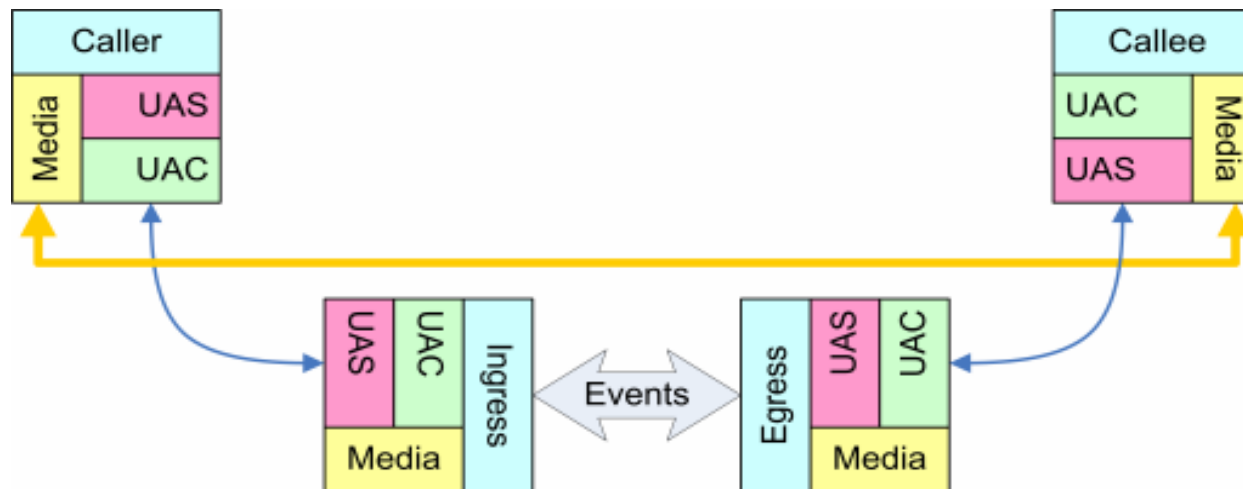 Caller
Media
UAS
UAC
Callee
UAC
UAS
Media
UAS
UAC
Ingress
Media
Events
Egress
UAS
UAC
Media